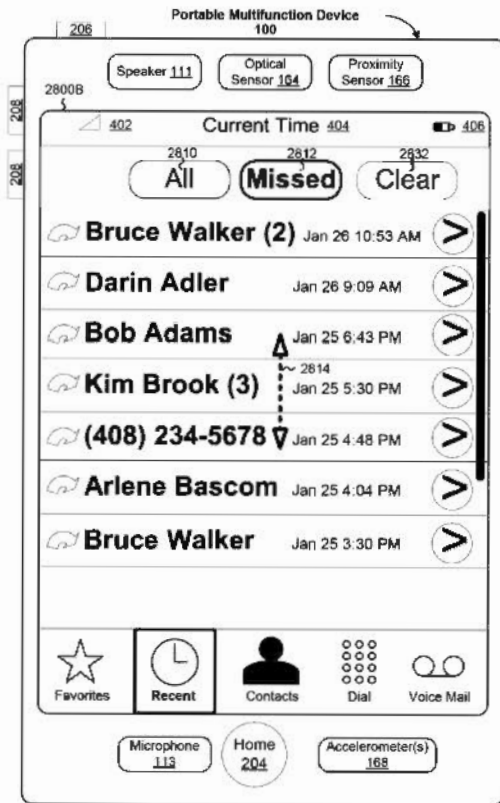 Portable Multifunction Device
206
100
Speaker 111
Optical
Sensor 164
Proximity
Sensor 166
208
2800B
402
Current Time 404
406
208
2810
2812
2832
All
Missed
Clear
Bruce Walker (2) Jan 26 10:53 AM >
Darin Adler Jan 26 9:09 AM >
Bob Adams Jan 25 6:43 PM >
2814
Kim Brook (3) Jan 25 5:30 PM >
(408) 234-5678 Jan 25 4:48 PM >
Arlene Bascom Jan 25 4:04 PM >
Bruce Walker Jan 25 3:30 PM >
Favorites
Recent
Contacts
Dial
Voice Mail
Microphone
113
Home
204
Accelerometer(s)
168